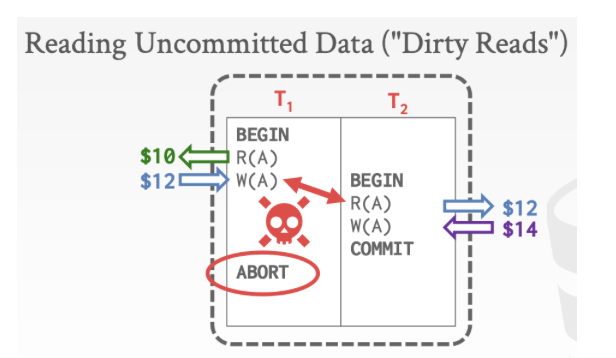 Reading Uncommitted Data ("Dirty Reads")
T1 T2
BEGIN
$10 R(A)
$12 W(A) BEGIN
R(A) $12
W(A) $14
COMMIT
ABORT